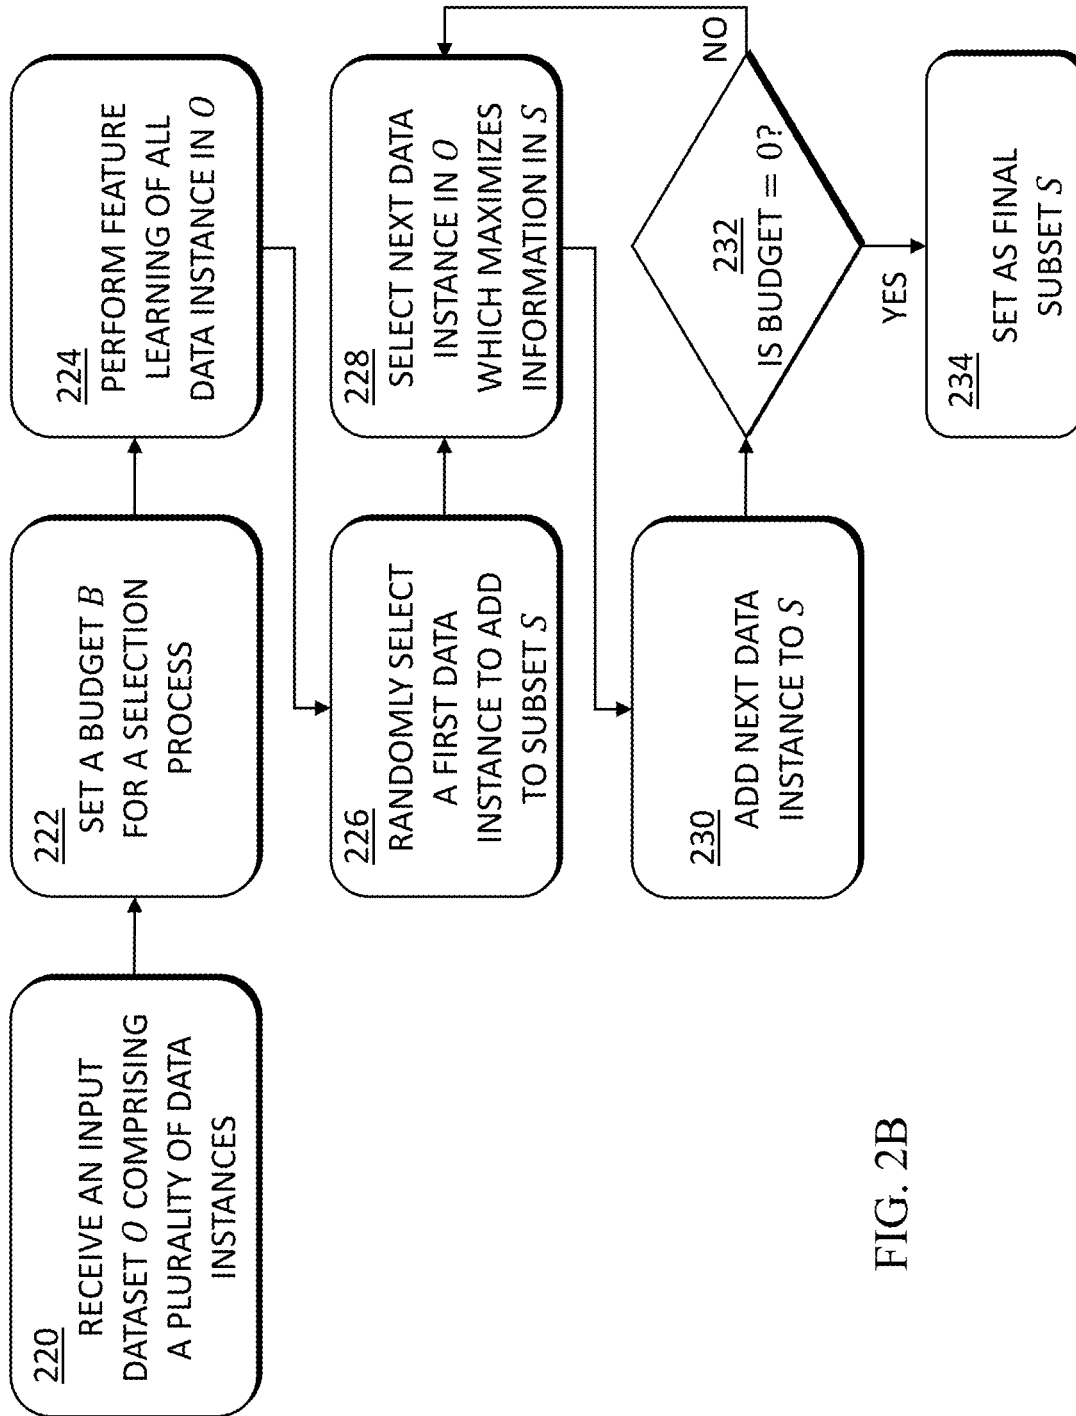 220
RECEIVE AN INPUT
DATASET O COMPRISING
A PLURALITY OF DATA
INSTANCES
222
SET A BUDGET B
FOR A SELECTION
PROCESS
224
PERFORM FEATURE
LEARNING OF ALL
DATA INSTANCE IN O
226
RANDOMLY SELECT
A FIRST DATA
INSTANCE TO ADD
TO SUBSET S
228
SELECT NEXT DATA
INSTANCE IN O
WHICH MAXIMIZES
INFORMATION IN S
230
ADD NEXT DATA
INSTANCE TO S
232
IS BUDGET = 0?
NO
YES
234
SET AS FINAL
SUBSET S
FIG. 2B